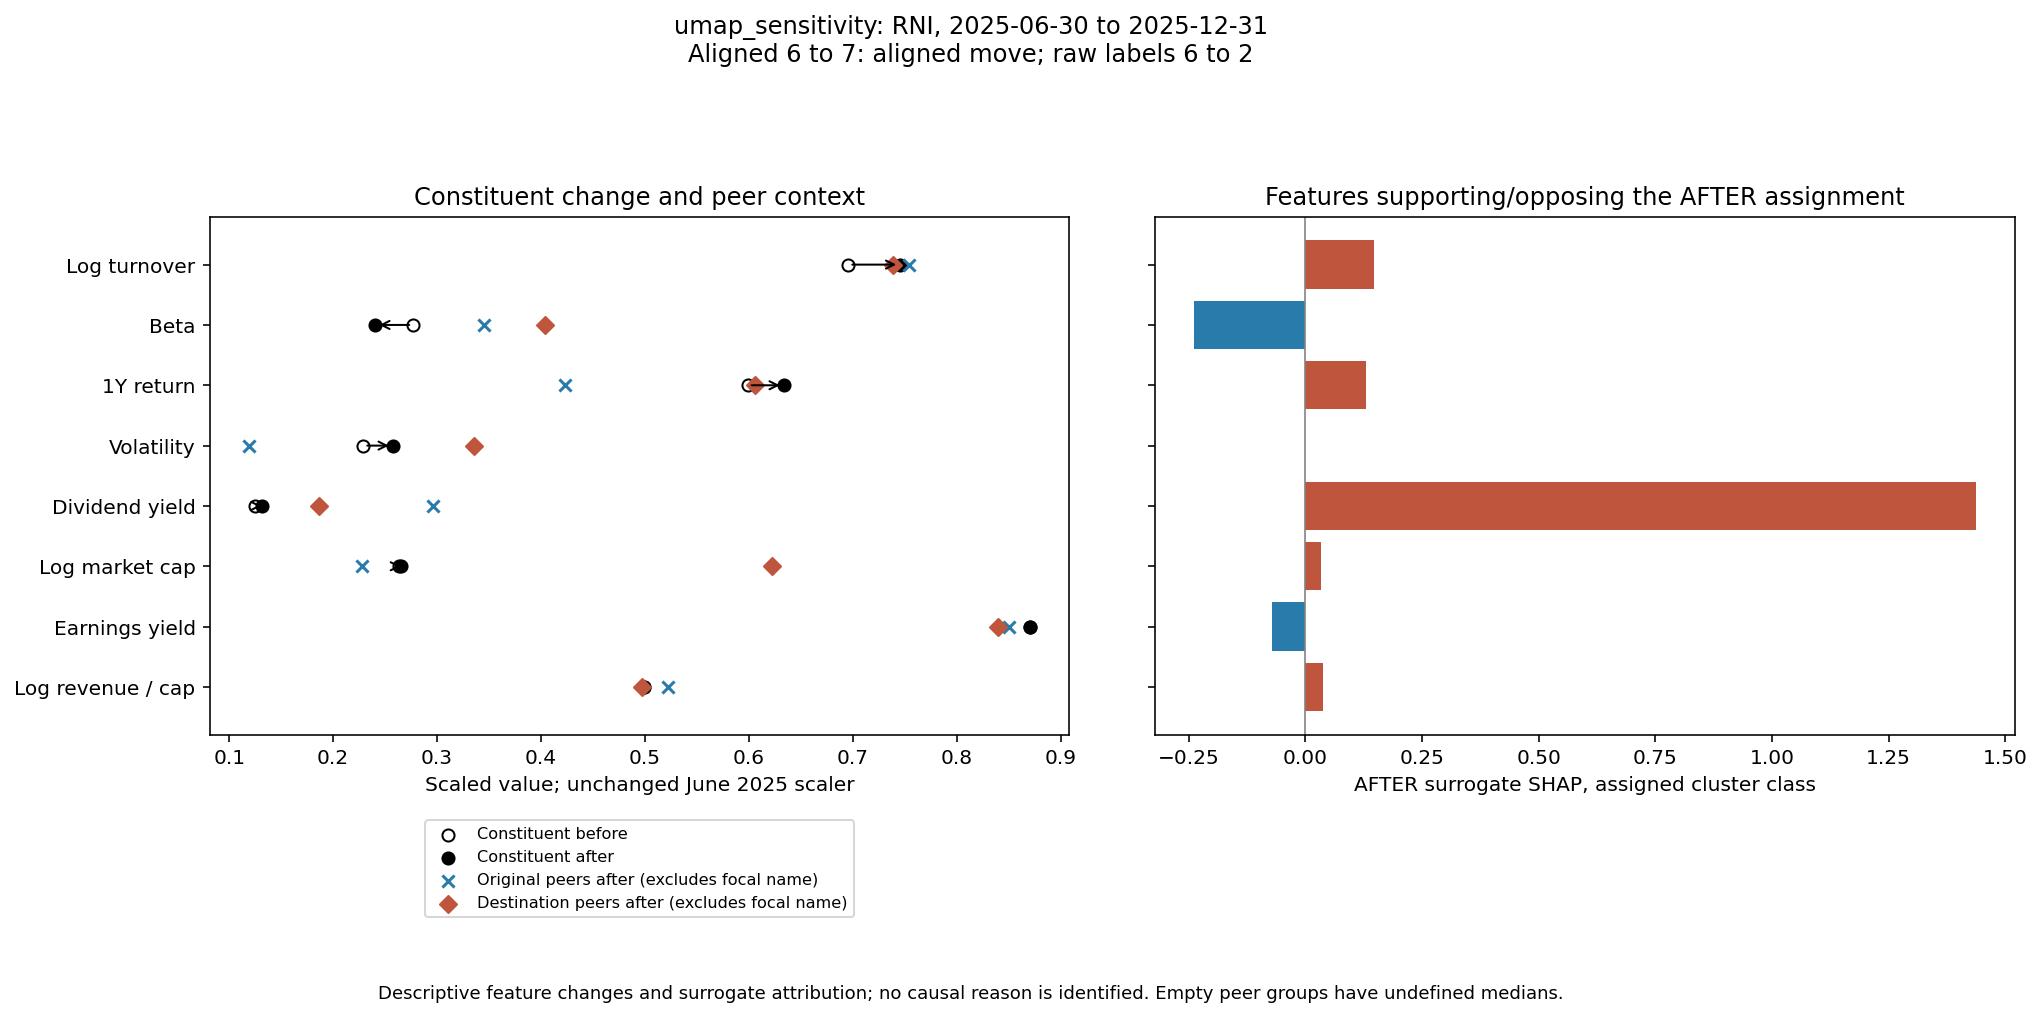 umap_sensitivity: RNI, 2025-06-30 to 2025-12-31
Aligned 6 to 7: aligned move; raw labels 6 to 2
Constituent change and peer context
Log turnover
Beta
1Y return
Volatility
Dividend yield
Log market cap
Earnings yield
Log revenue / cap
0.1 0.2 0.3 0.4 0.5 0.6 0.7 0.8 0.9
Scaled value; unchanged June 2025 scaler
Constituent before
Constituent after
Original peers after (excludes focal name)
Destination peers after (excludes focal name)
Features supporting/opposing the AFTER assignment
−0.25 0.00 0.25 0.50 0.75 1.00 1.25 1.50
AFTER surrogate SHAP, assigned cluster class
Descriptive feature changes and surrogate attribution; no causal reason is identified. Empty peer groups have undefined medians.